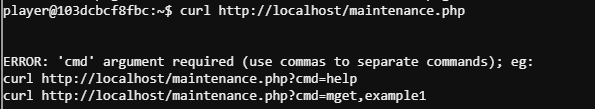 player@103dcbcf8fbc:~$ curl http://localhost/maintenance.php
ERROR: 'cmd' argument required (use commas to separate commands); eg:
curl http://localhost/maintenance.php?cmd=help
curl http://localhost/maintenance.php?cmd=mget,example1